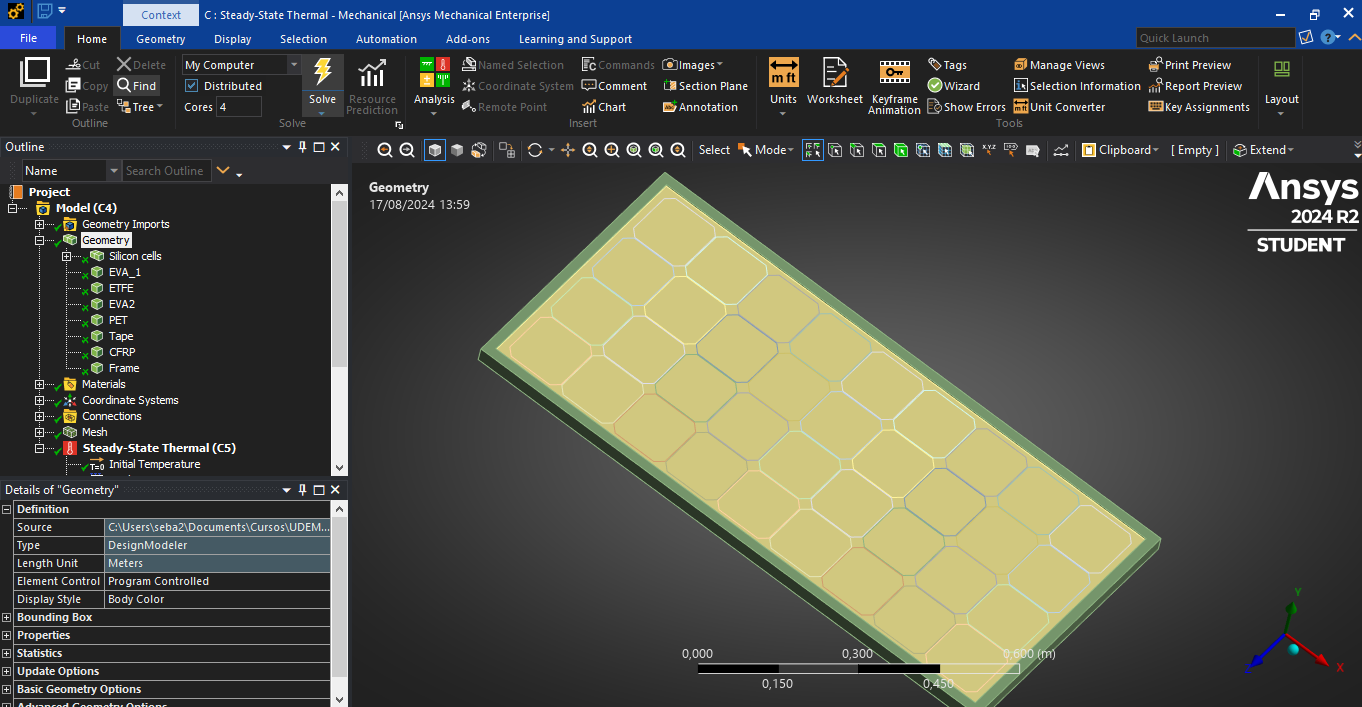 Context
C : Steady-State Thermal - Mechanical [Ansys Mechanical Enterprise]
File
Home
Geometry
Display
Selection
Automation
Add-ons
Learning and Support
Quick Launch
Duplicate
Cut
Copy
Paste
Delete
Find
Tree
Outline
My Computer
Distributed
Cores 4
Solve
Resource
Prediction
Solve
Analysis
Named Selection
Coordinate System
Remote Point
Commands
Comment
Chart
Images
Section Plane
Annotation
Insert
Units
Worksheet
Keyframe
Animation
Tags
Wizard
Show Errors
Manage Views
Selection Information
Unit Converter
Print Preview
Report Preview
Key Assignments
Tools
Layout
Outline
Name
Search Outline
Select
Mode
Clipboard
[ Empty ]
Extend
Project
Model (C4)
Geometry Imports
Geometry
Silicon cells
EVA_1
ETFE
EVA2
PET
Tape
CFRP
Frame
Materials
Coordinate Systems
Connections
Mesh
Steady-State Thermal (C5)
T=0 Initial Temperature
Details of "Geometry"
Definition
Source C:\Users\seba2\Documents\Cursos\UDEM...
Type DesignModeler
Length Unit Meters
Element Control Program Controlled
Display Style Body Color
Bounding Box
Properties
Statistics
Update Options
Basic Geometry Options
Advanced Geometry Options
Geometry
17/08/2024 13:59
Ansys
2024 R2
STUDENT
0,000 0,300 0,600 (m)
0,150 0,450
Y
X
Z